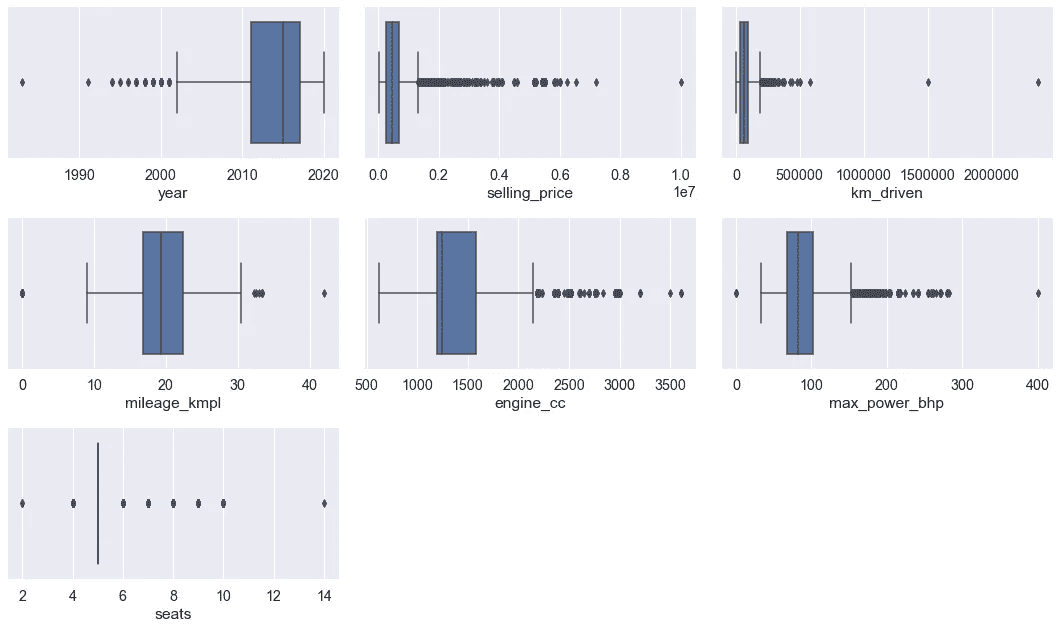 1990 2000 2010 2020
year
0.0 0.2 0.4 0.6 0.8 1.0
1e7
selling_price
0 500000 1000000 1500000 2000000
km_driven
0 10 20 30 40
mileage_kmpl
500 1000 1500 2000 2500 3000 3500
engine_cc
0 100 200 300 400
max_power_bhp
2 4 6 8 10 12 14
seats